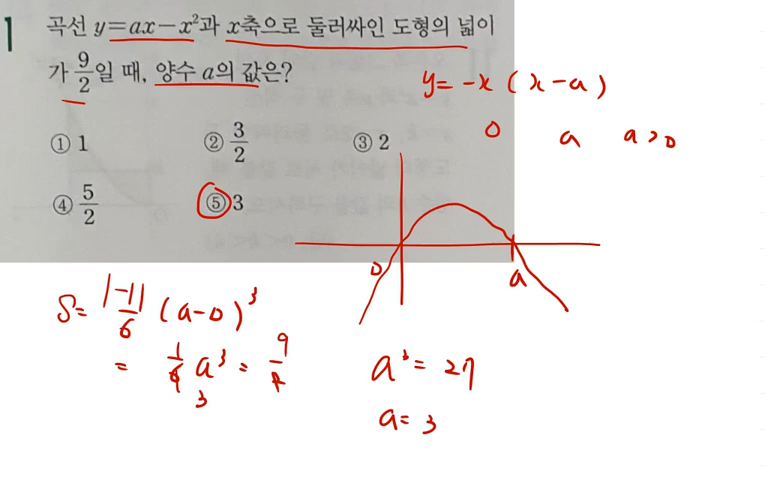 1
곡선 y=ax-x²과 x축으로 둘러싸인 도형의 넓이
가 9/2일 때, 양수 a의 값은?
y = -x (x-a)
0 a a>0
① 1 ② 3/2 ③ 2
④ 5/2 ⑤ 3
0 a
S = |-1|/6 (a-0)³
= 1/6 a³ = 9/2
3
a³ = 27
a = 3